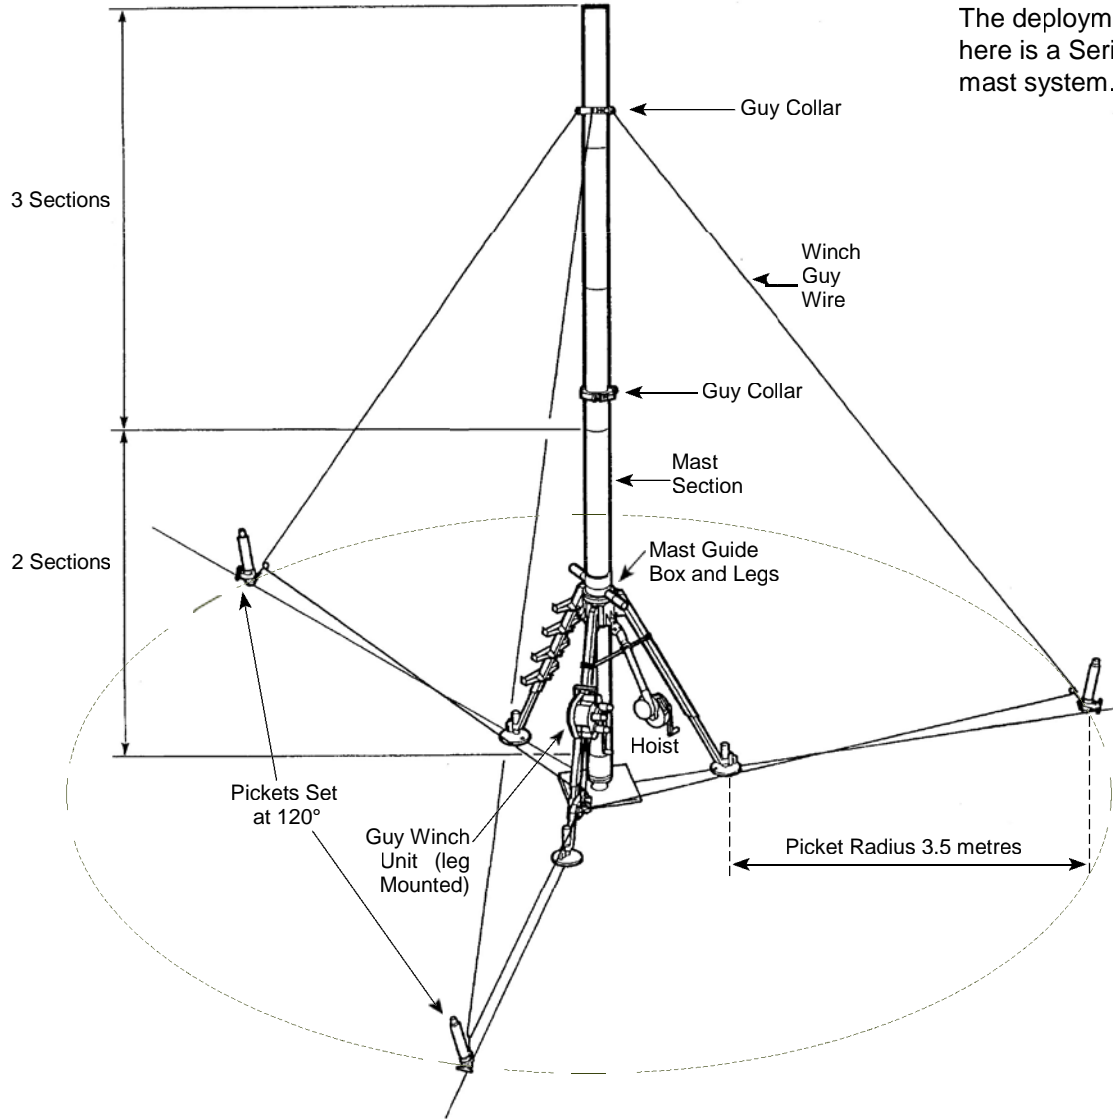 The
here is a
mast system.
Guy Collar
3 Sections
Winch
Guy
Wire
Guy Collar
Mast
Section
2 Sections
Mast Guide
Box and Legs
Hoist
Pickets Set
at 120°
Guy Winch
Unit (leg
Mounted)
Picket Radius 3.5 metres